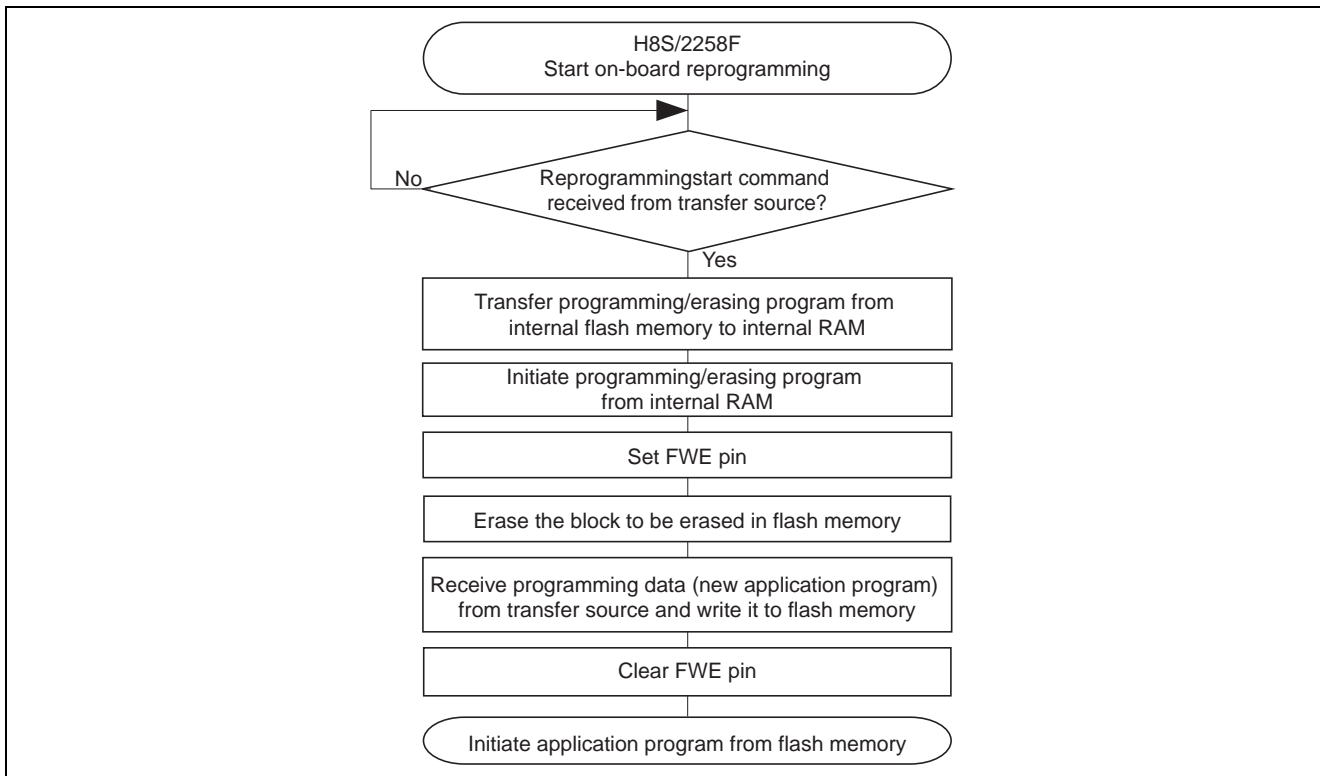 H8S/2258F
Start on-board reprogramming
No
Reprogrammingstart command
received from transfer source?
Yes
Transfer programming/erasing program from
internal flash memory to internal RAM
Initiate programming/erasing program
from internal RAM
Set FWE pin
Erase the block to be erased in flash memory
Receive programming data (new application program)
from transfer source and write it to flash memory
Clear FWE pin
Initiate application program from flash memory